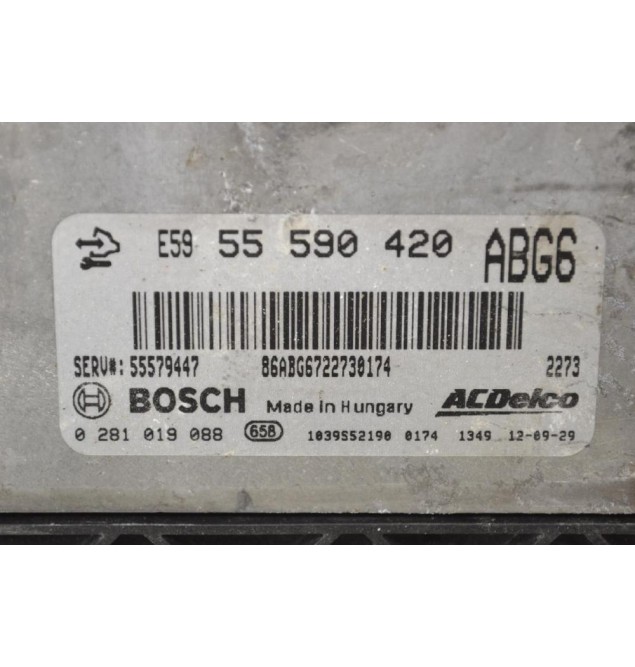 E59 55 590 420 ABG6
SERV#: 55579447 86ABG6722730174 2273
BOSCH Made in Hungary ACDelco
0 281 019 088 658 1039S52190 0174 1349 12-09-29